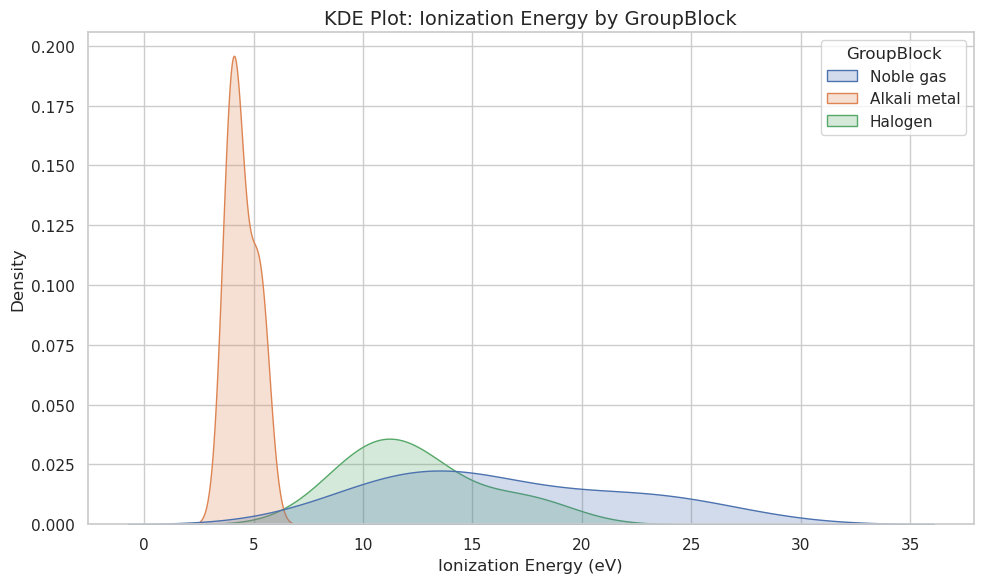 KDE Plot: Ionization Energy by GroupBlock
GroupBlock
Noble gas
Alkali metal
Halogen
Density
0.200
0.175
0.150
0.125
0.100
0.075
0.050
0.025
0.000
0 5 10 15 20 25 30 35
Ionization Energy (eV)